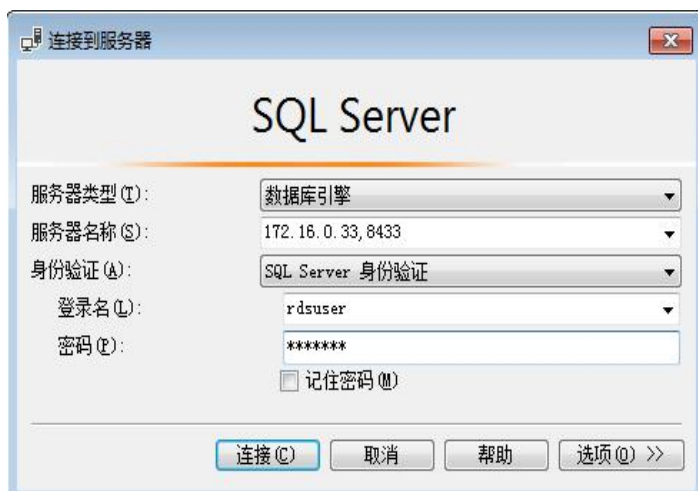 连接到服务器
SQL Server
服务器类型(T): 数据库引擎
服务器名称(S): 172.16.0.33,8433
身份验证(A): SQL Server 身份验证
登录名(L): rdsuser
密码(P): *******
记住密码(M)
连接(C) 取消 帮助 选项(O) >>